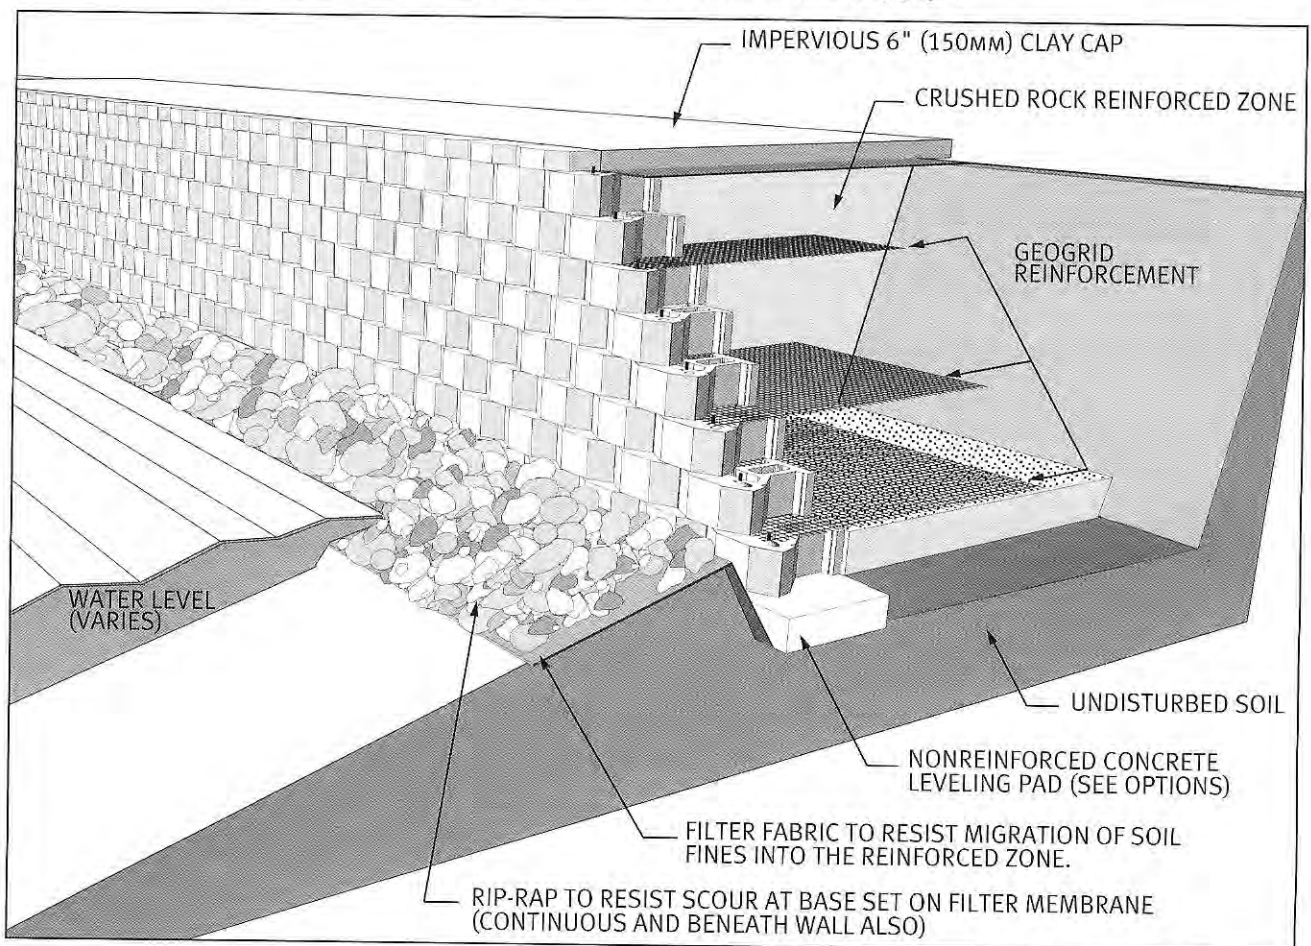 IMPERVIOUS 6" (150MM) CLAY CAP
CRUSHED ROCK REINFORCED ZONE
GEOGRID
REINFORCEMENT
WATER LEVEL
(VARIES)
UNDISTURBED SOIL
NONREINFORCED CONCRETE
LEVELING PAD (SEE OPTIONS)
FILTER FABRIC TO RESIST MIGRATION OF SOIL
FINES INTO THE REINFORCED ZONE.
RIP-RAP TO RESIST SCOUR AT BASE SET ON FILTER MEMBRANE
(CONTINUOUS AND BENEATH WALL ALSO)